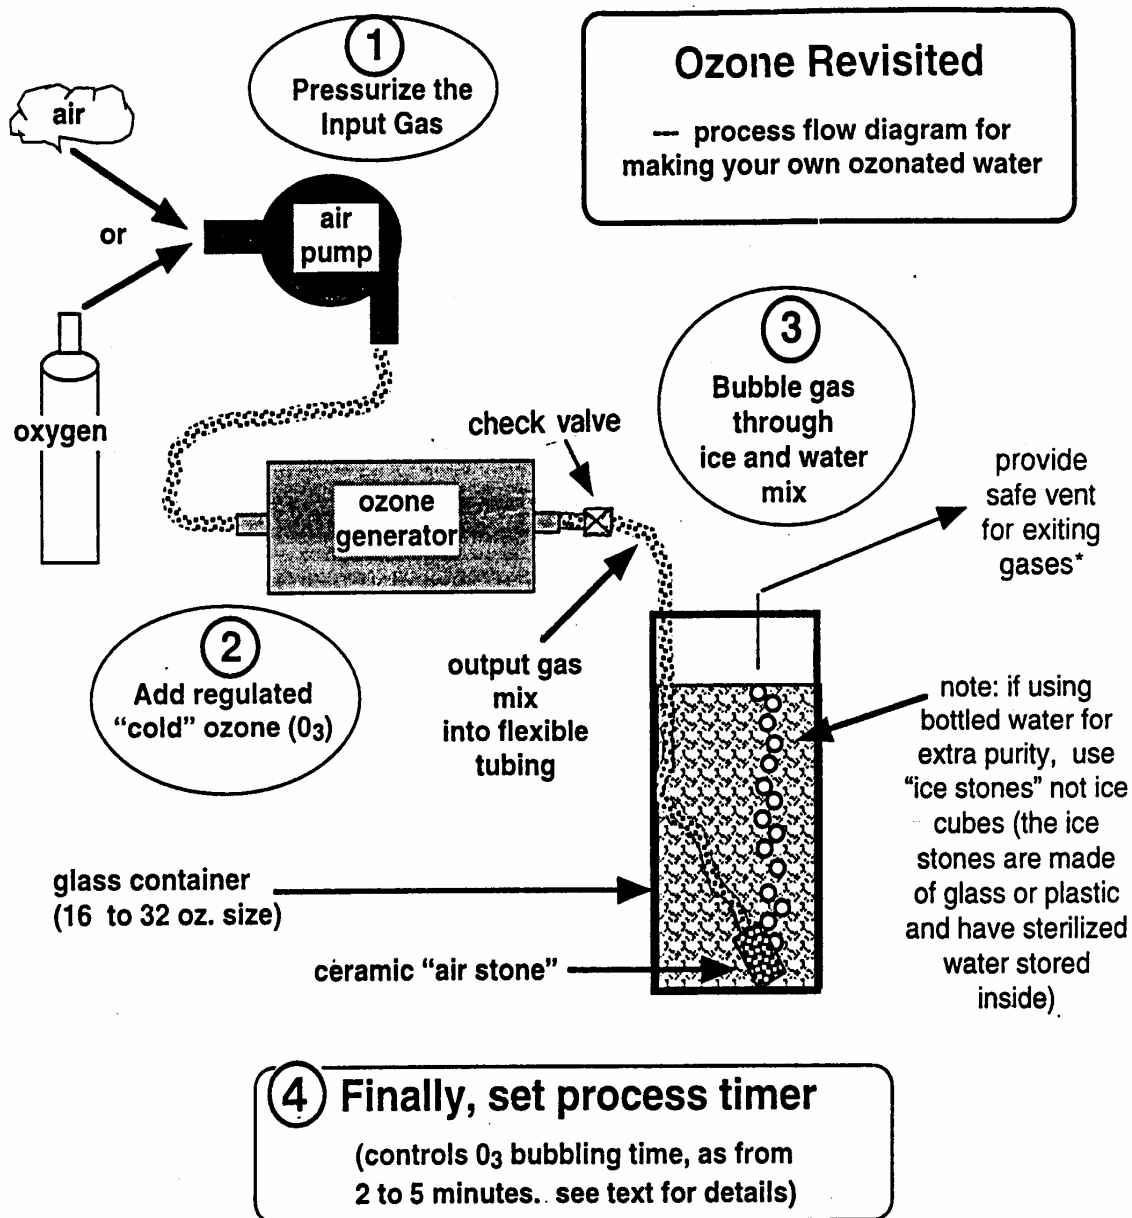 Ozone Revisited
--- process flow diagram for
making your own ozonated water
1
Pressurize the
Input Gas
air
or
oxygen
air
pump
check valve
ozone
generator
2
Add regulated
“cold” ozone (0₃)
output gas
mix
into flexible
tubing
3
Bubble gas
through
ice and water
mix
provide
safe vent
for exiting
gases*
note: if using
bottled water for
extra purity, use
“ice stones” not ice
cubes (the ice
stones are made
of glass or plastic
and have sterilized
water stored
inside)
glass container
(16 to 32 oz. size)
ceramic “air stone”
4 Finally, set process timer
(controls 0₃ bubbling time, as from
2 to 5 minutes.. see text for details)